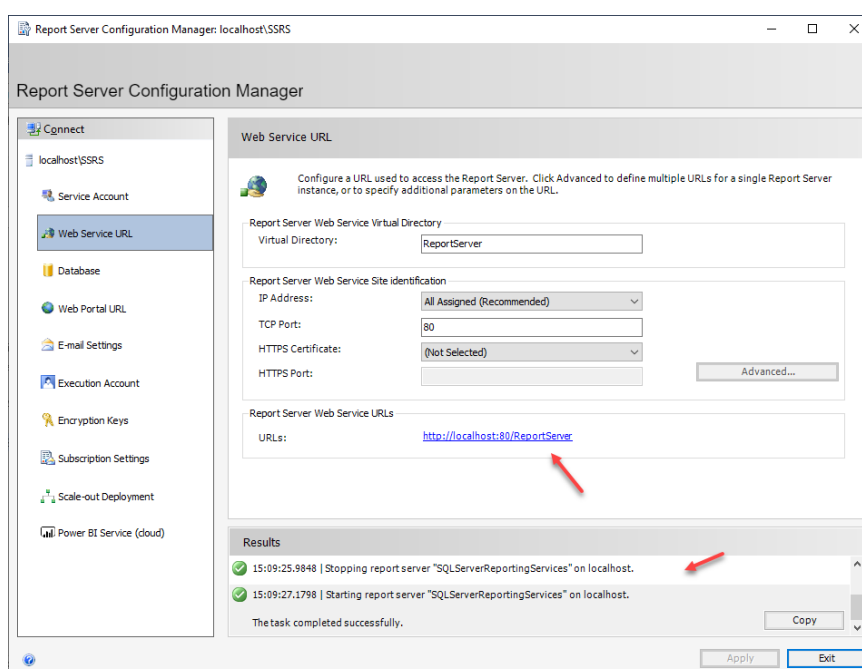 Report Server Configuration Manager: localhost\SSRS
Report Server Configuration Manager
Connect
localhost\SSRS
Service Account
Web Service URL
Database
Web Portal URL
E-mail Settings
Execution Account
Encryption Keys
Subscription Settings
Scale-out Deployment
Power BI Service (cloud)
Web Service URL
Configure a URL used to access the Report Server. Click Advanced to define multiple URLs for a single Report Server
instance, or to specify additional parameters on the URL.
Report Server Web Service Virtual Directory
Virtual Directory: ReportServer
Report Server Web Service Site identification
IP Address: All Assigned (Recommended)
TCP Port: 80
HTTPS Certificate: (Not Selected)
HTTPS Port:
Advanced...
Report Server Web Service URLs
URLs: http://localhost:80/ReportServer
Results
15:09:25.9848 | Stopping report server "SQLServerReportingServices" on localhost.
15:09:27.1798 | Starting report server "SQLServerReportingServices" on localhost.
The task completed successfully.
Copy
Apply Exit